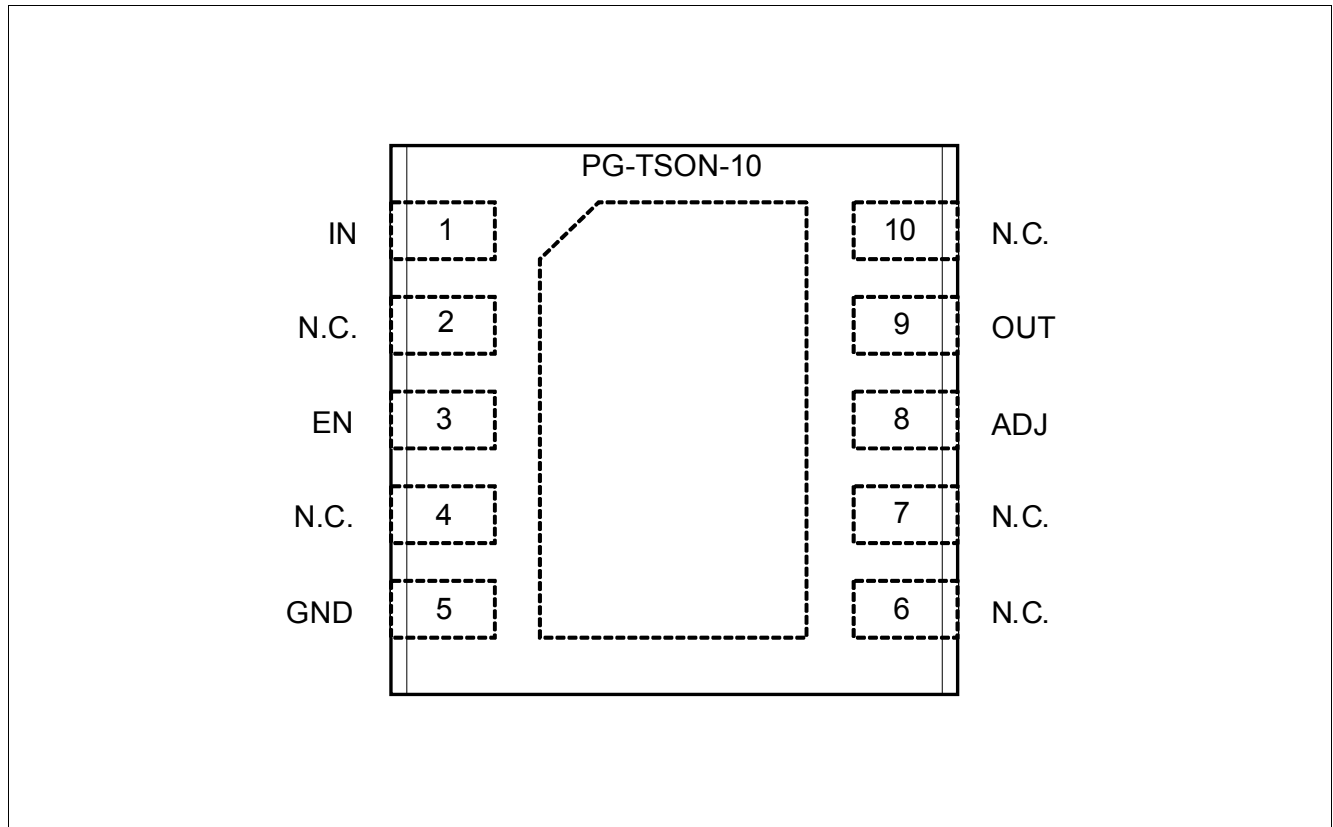 PG-TSON-10
IN 1 10 N.C.
N.C. 2 9 OUT
EN 3 8 ADJ
N.C. 4 7 N.C.
GND 5 6 N.C.